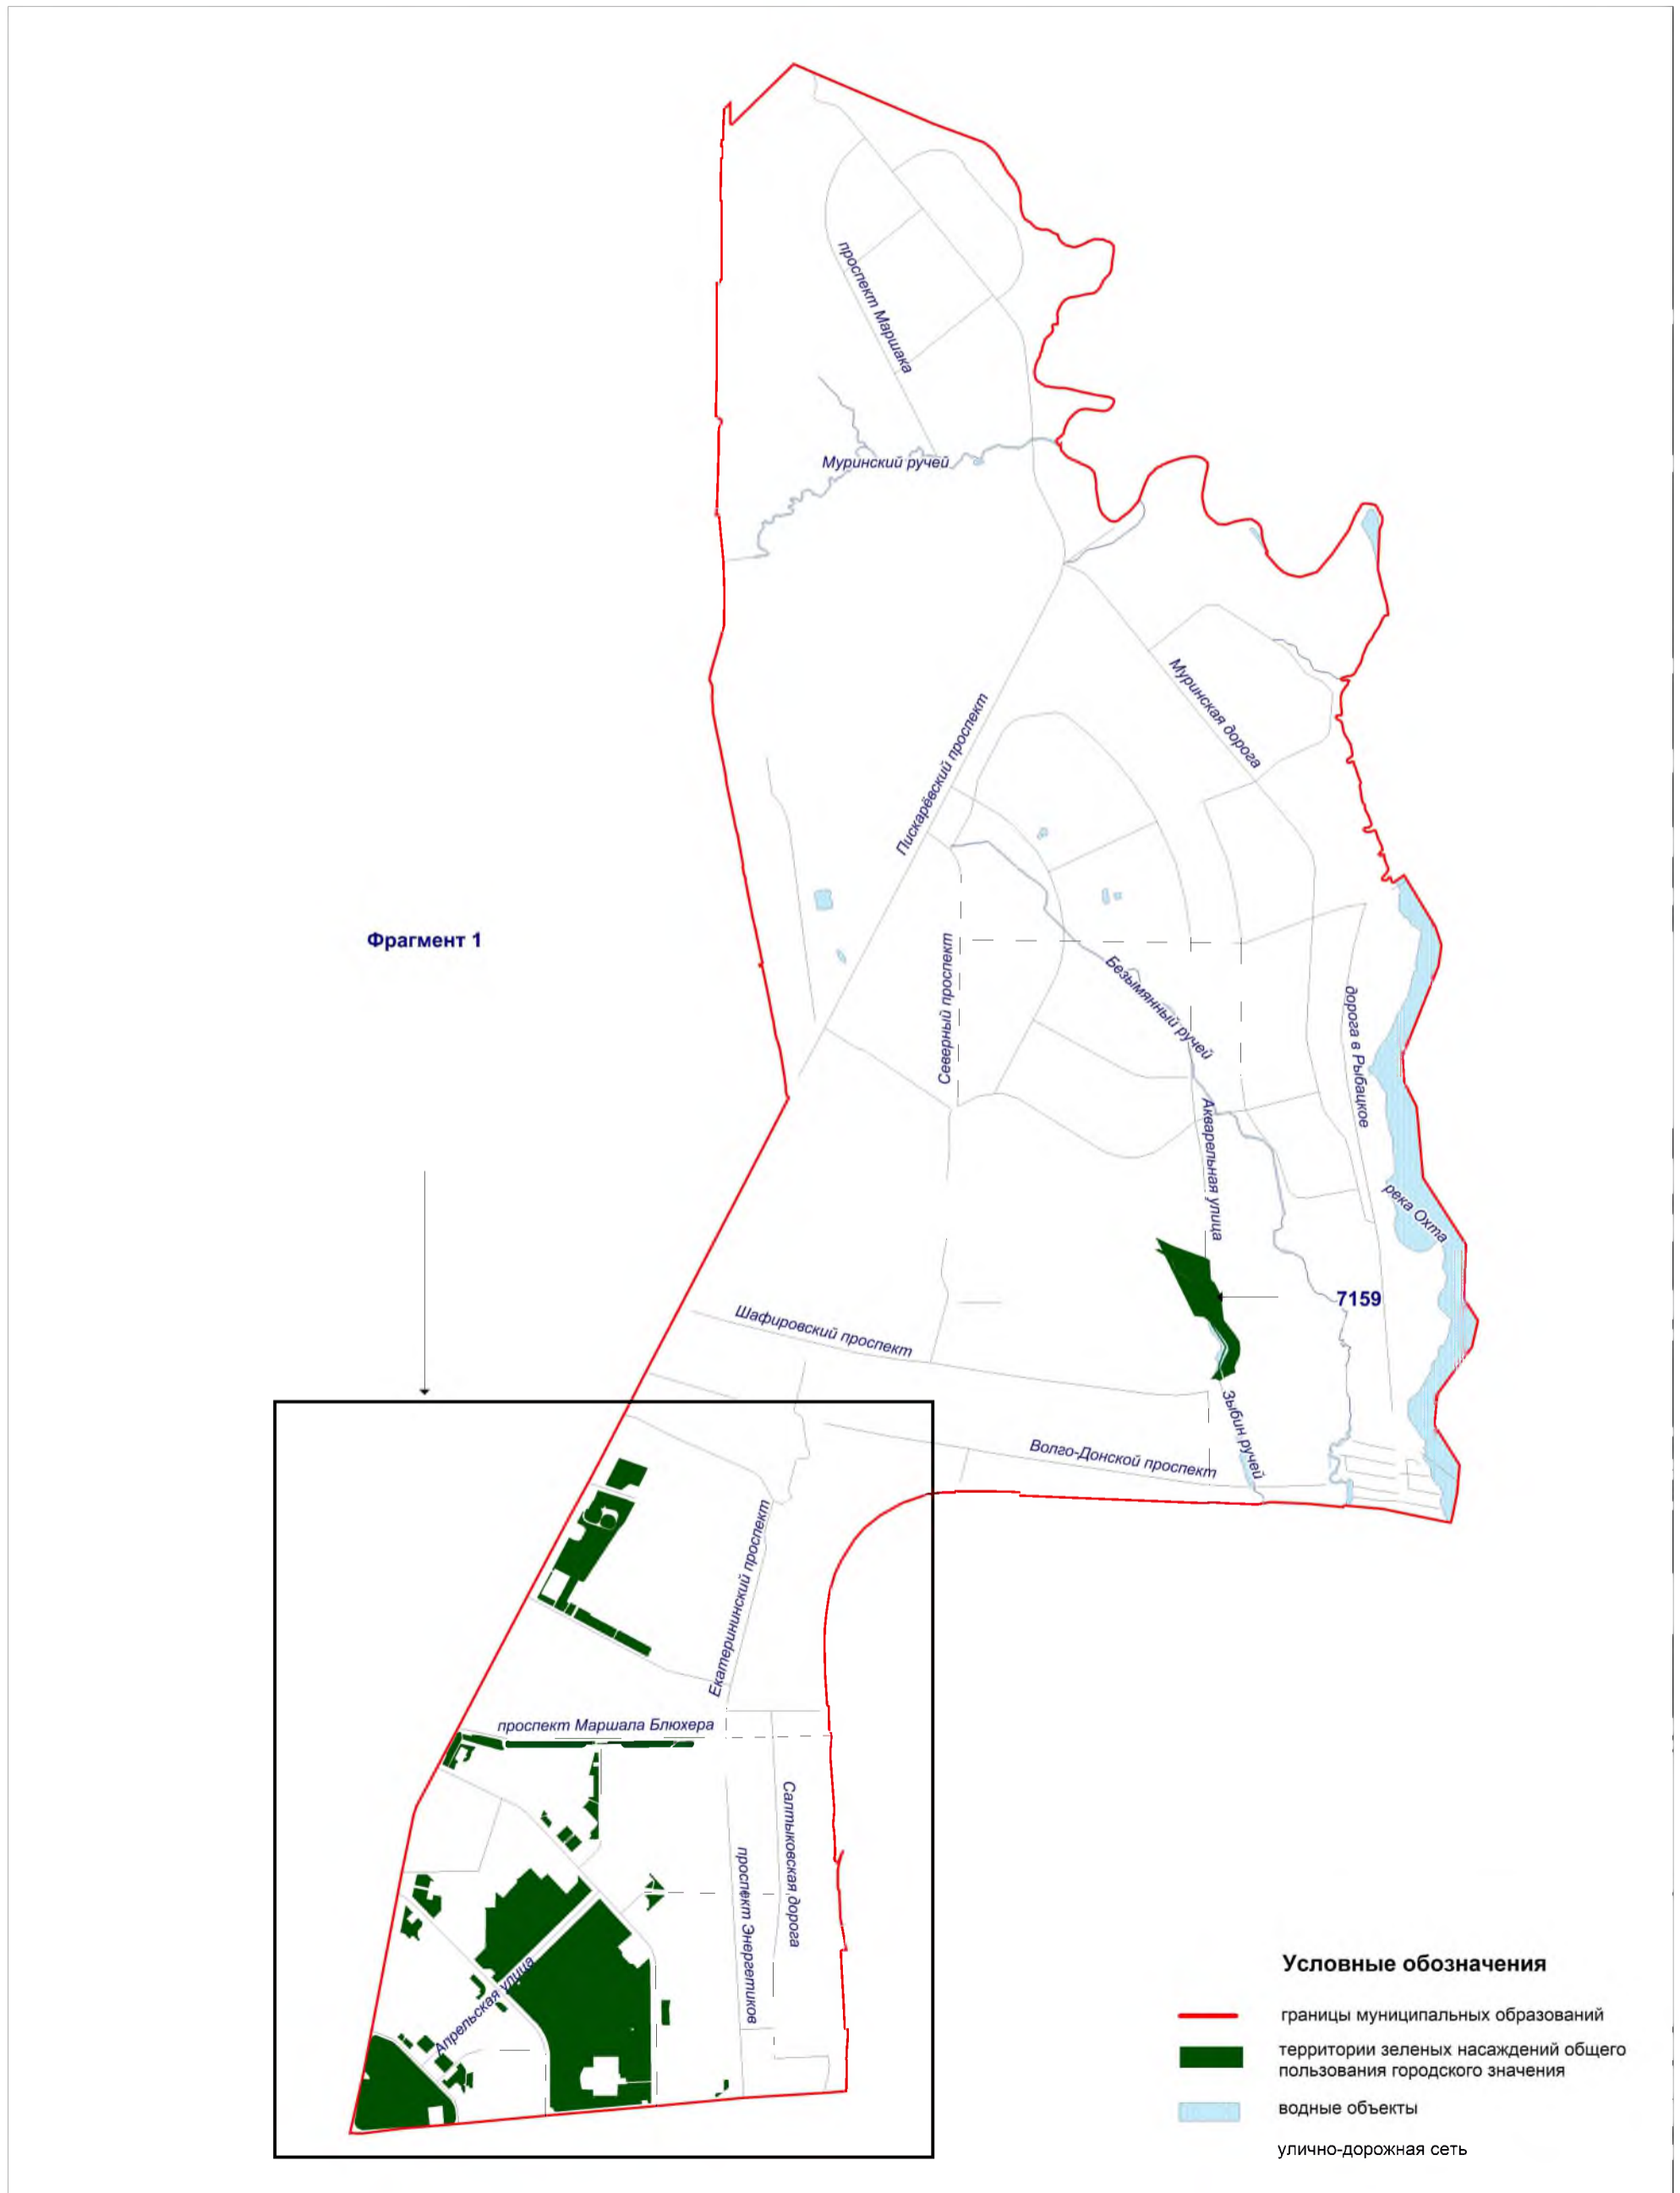 проспект Маршака
Муринский ручей
Муринская дорога
Пискарёвский проспект
Фрагмент 1
Северный проспект
Безымянный ручей
дорога в Рыбацкое
Акварельная улица
река Охта
7159
Шафировский проспект
Зыбин ручей
Волго-Донской проспект
Екатерининский проспект
проспект Маршала Блюхера
Салтыковская дорога
проспект Энергетиков
Апрельская улица
Условные обозначения
границы муниципальных образований
территории зеленых насаждений общего
пользования городского значения
водные объекты
улично-дорожная сеть